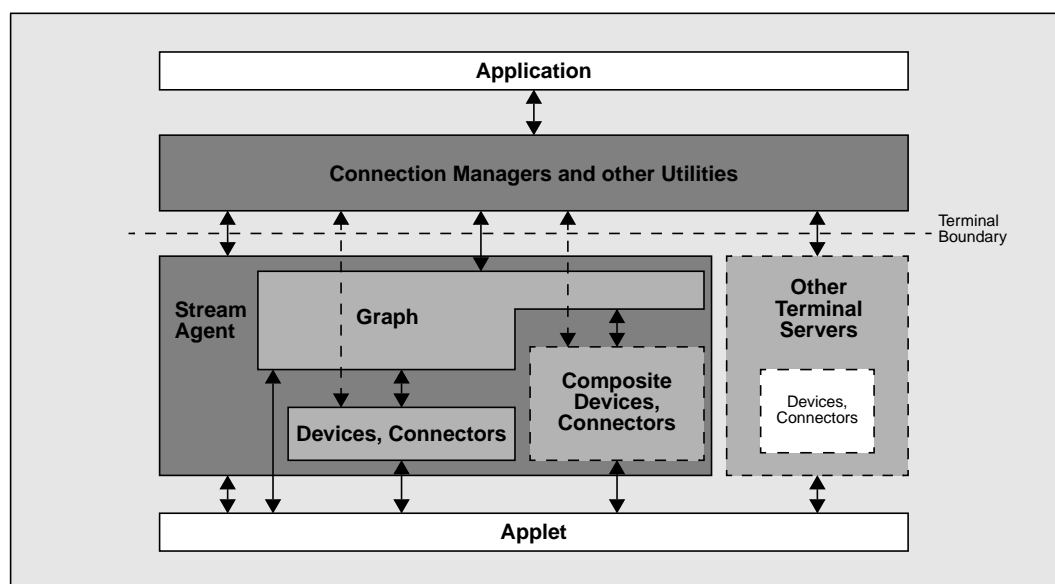 Application
Connection Managers and other Utilities
Terminal
Boundary
Stream
Agent
Graph
Other
Terminal
Servers
Composite
Devices,
Connectors
Devices,
Connectors
Devices, Connectors
Applet